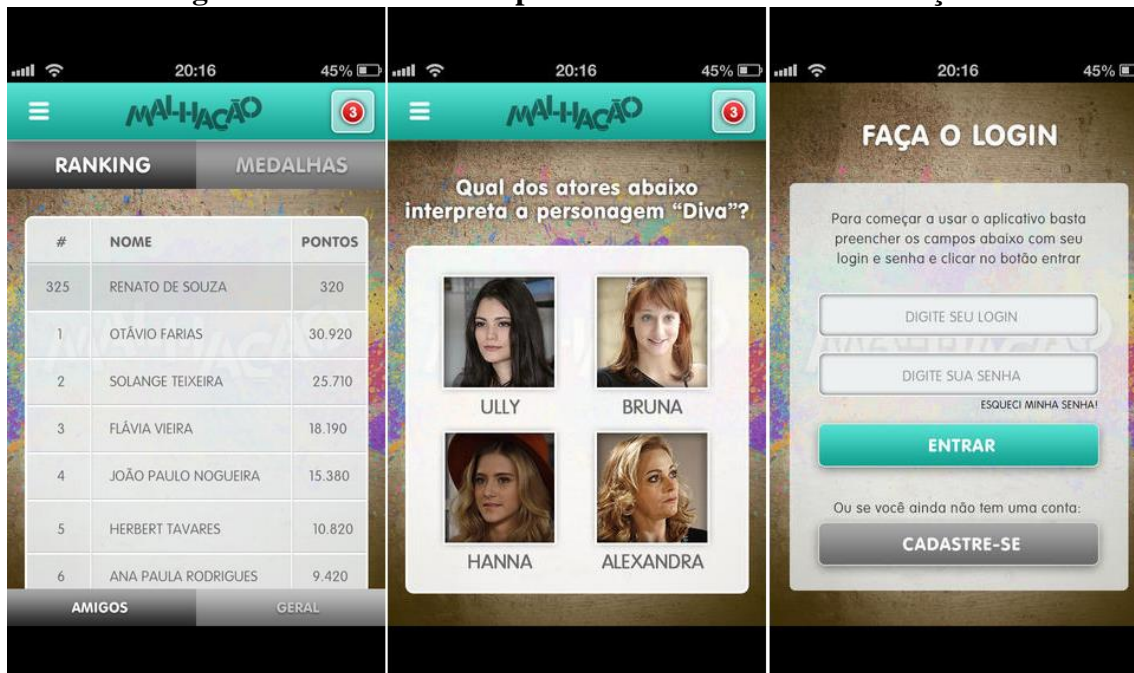 20:16
45%
MALHAÇÃO
3
RANKING
MEDALHAS
# NOME PONTOS
325 RENATO DE SOUZA 320
1 OTÁVIO FARIAS 30.920
2 SOLANGE TEIXEIRA 25.710
3 FLÁVIA VIEIRA 18.190
4 JOÃO PAULO NOGUEIRA 15.380
5 HERBERT TAVARES 10.820
6 ANA PAULA RODRIGUES 9.420
AMIGOS
GERAL
20:16
45%
MALHAÇÃO
3
Qual dos atores abaixo
interpreta a personagem “Diva”?
ULLY
BRUNA
HANNA
ALEXANDRA
20:16
45%
FAÇA O LOGIN
Para começar a usar o aplicativo basta
preencher os campos abaixo com seu
login e senha e clicar no botão entrar
DIGITE SEU LOGIN
DIGITE SUA SENHA
ESQUECI MINHA SENHA!
ENTRAR
Ou se você ainda não tem uma conta:
CADASTRE-SE